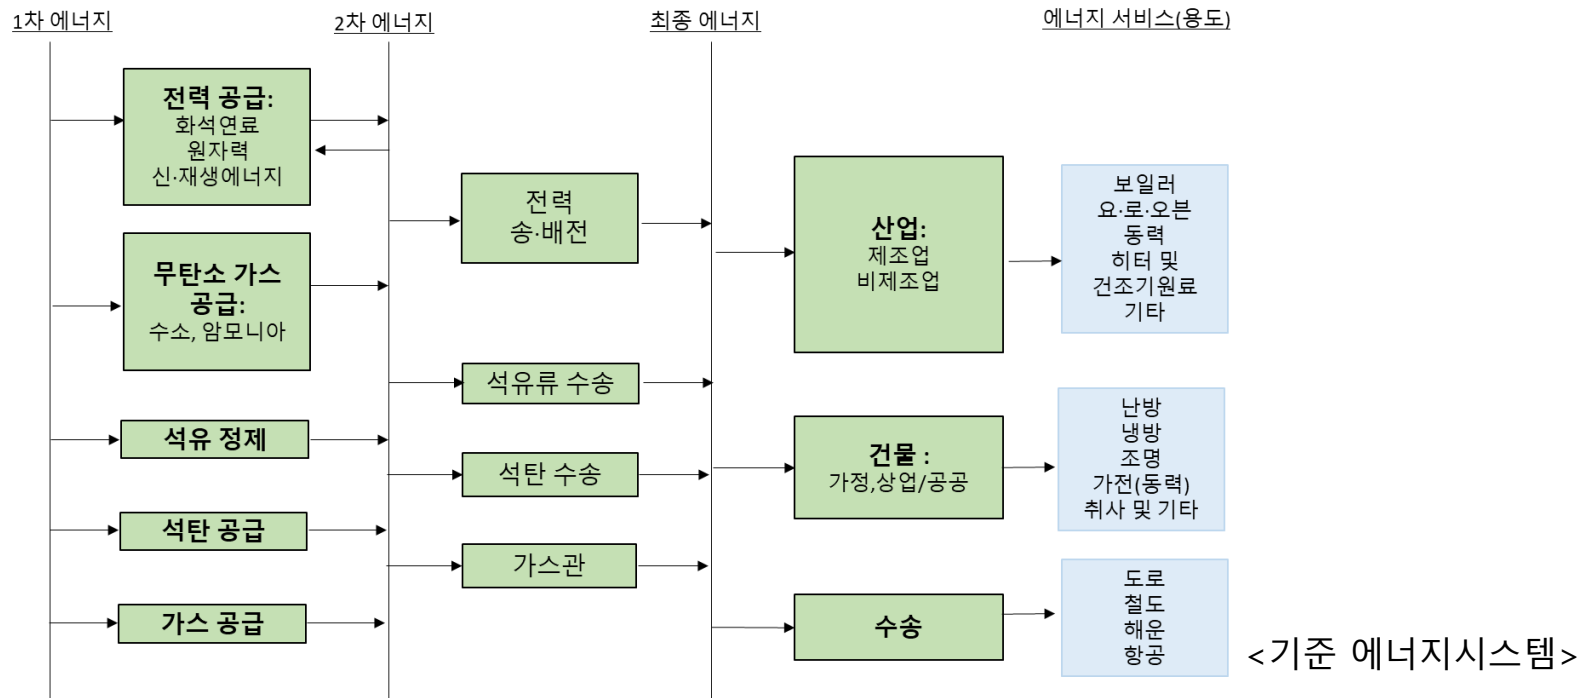 1차 에너지
2차 에너지
최종 에너지
에너지 서비스(용도)
전력 공급:
화석연료
원자력
신·재생에너지
무탄소 가스
공급:
수소, 암모니아
석유 정제
석탄 공급
가스 공급
전력
송·배전
석유류 수송
석탄 수송
가스관
산업:
제조업
비제조업
건물 :
가정,상업/공공
수송
보일러
요·로·오븐
동력
히터 및
건조기원료
기타
난방
냉방
조명
가전(동력)
취사 및 기타
도로
철도
해운
항공
<기준 에너지시스템>